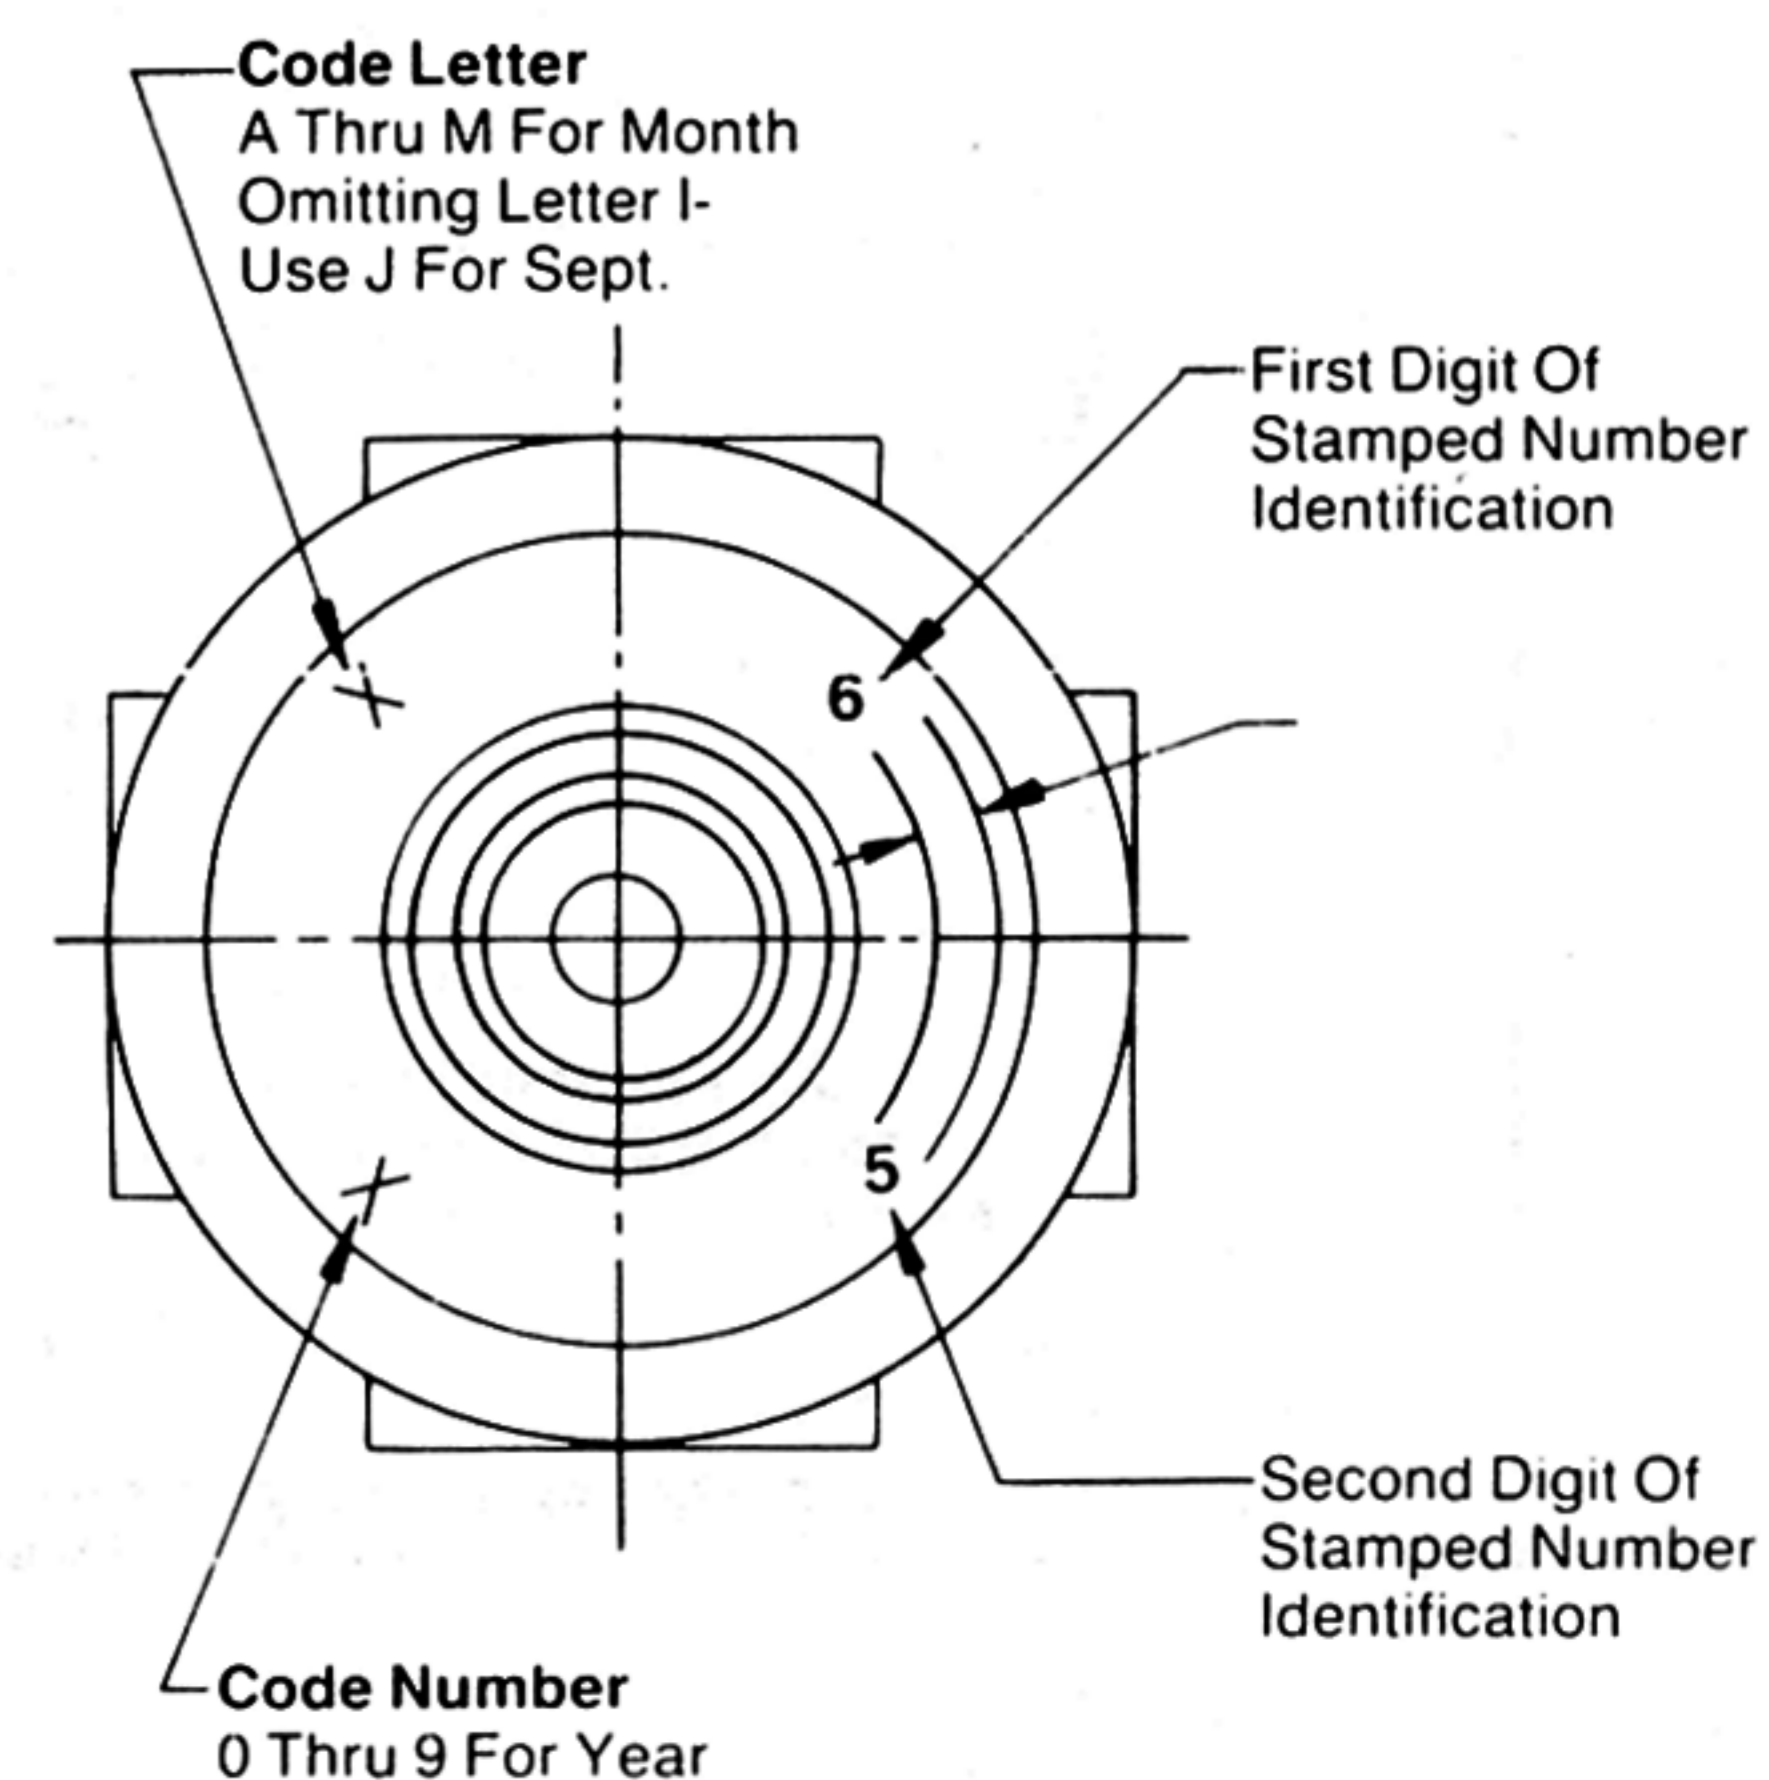 Code Letter
A Thru M For Month
Omitting Letter I-
Use J For Sept.
First Digit Of
Stamped Number
Identification
6
X
5
X
Second Digit Of
Stamped Number
Identification
Code Number
0 Thru 9 For Year